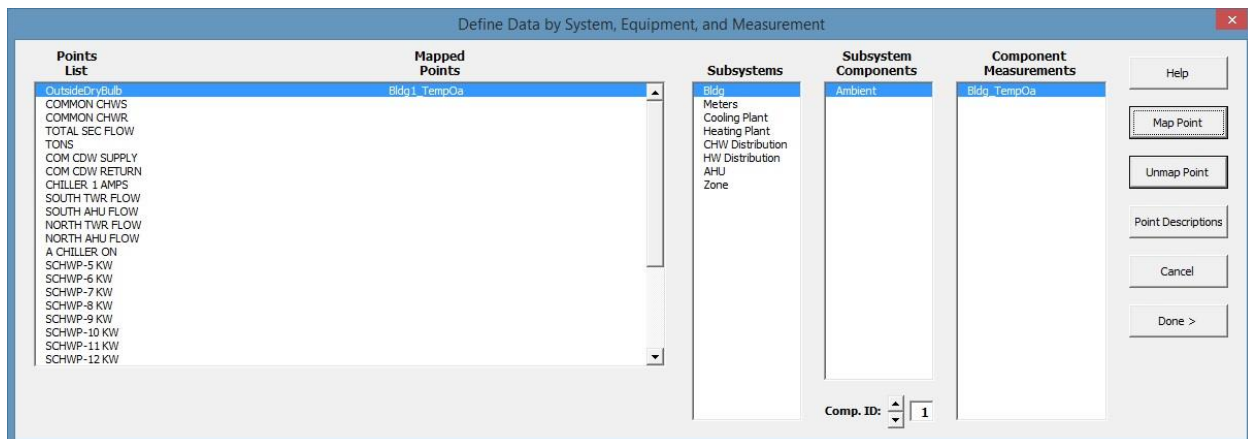 Define Data by System, Equipment, and Measurement
Points List
Mapped Points
OutsideDryBulb Bldg1_TempOa
COMMON CHWS
COMMON CHWR
TOTAL SEC FLOW
TONS
COM CDW SUPPLY
COM CDW RETURN
CHILLER 1 AMPS
SOUTH TWR FLOW
SOUTH AHU FLOW
NORTH TWR FLOW
NORTH AHU FLOW
A CHILLER ON
SCHWP-5 KW
SCHWP-6 KW
SCHWP-7 KW
SCHWP-8 KW
SCHWP-9 KW
SCHWP-10 KW
SCHWP-11 KW
SCHWP-12 KW
Subsystems
Bldg
Meters
Cooling Plant
Heating Plant
CHW Distribution
HW Distribution
AHU
Zone
Subsystem
Components
Ambient
Comp. ID: 1
Component
Measurements
Bldg_TempOa
Help
Map Point
Unmap Point
Point Descriptions
Cancel
Done >